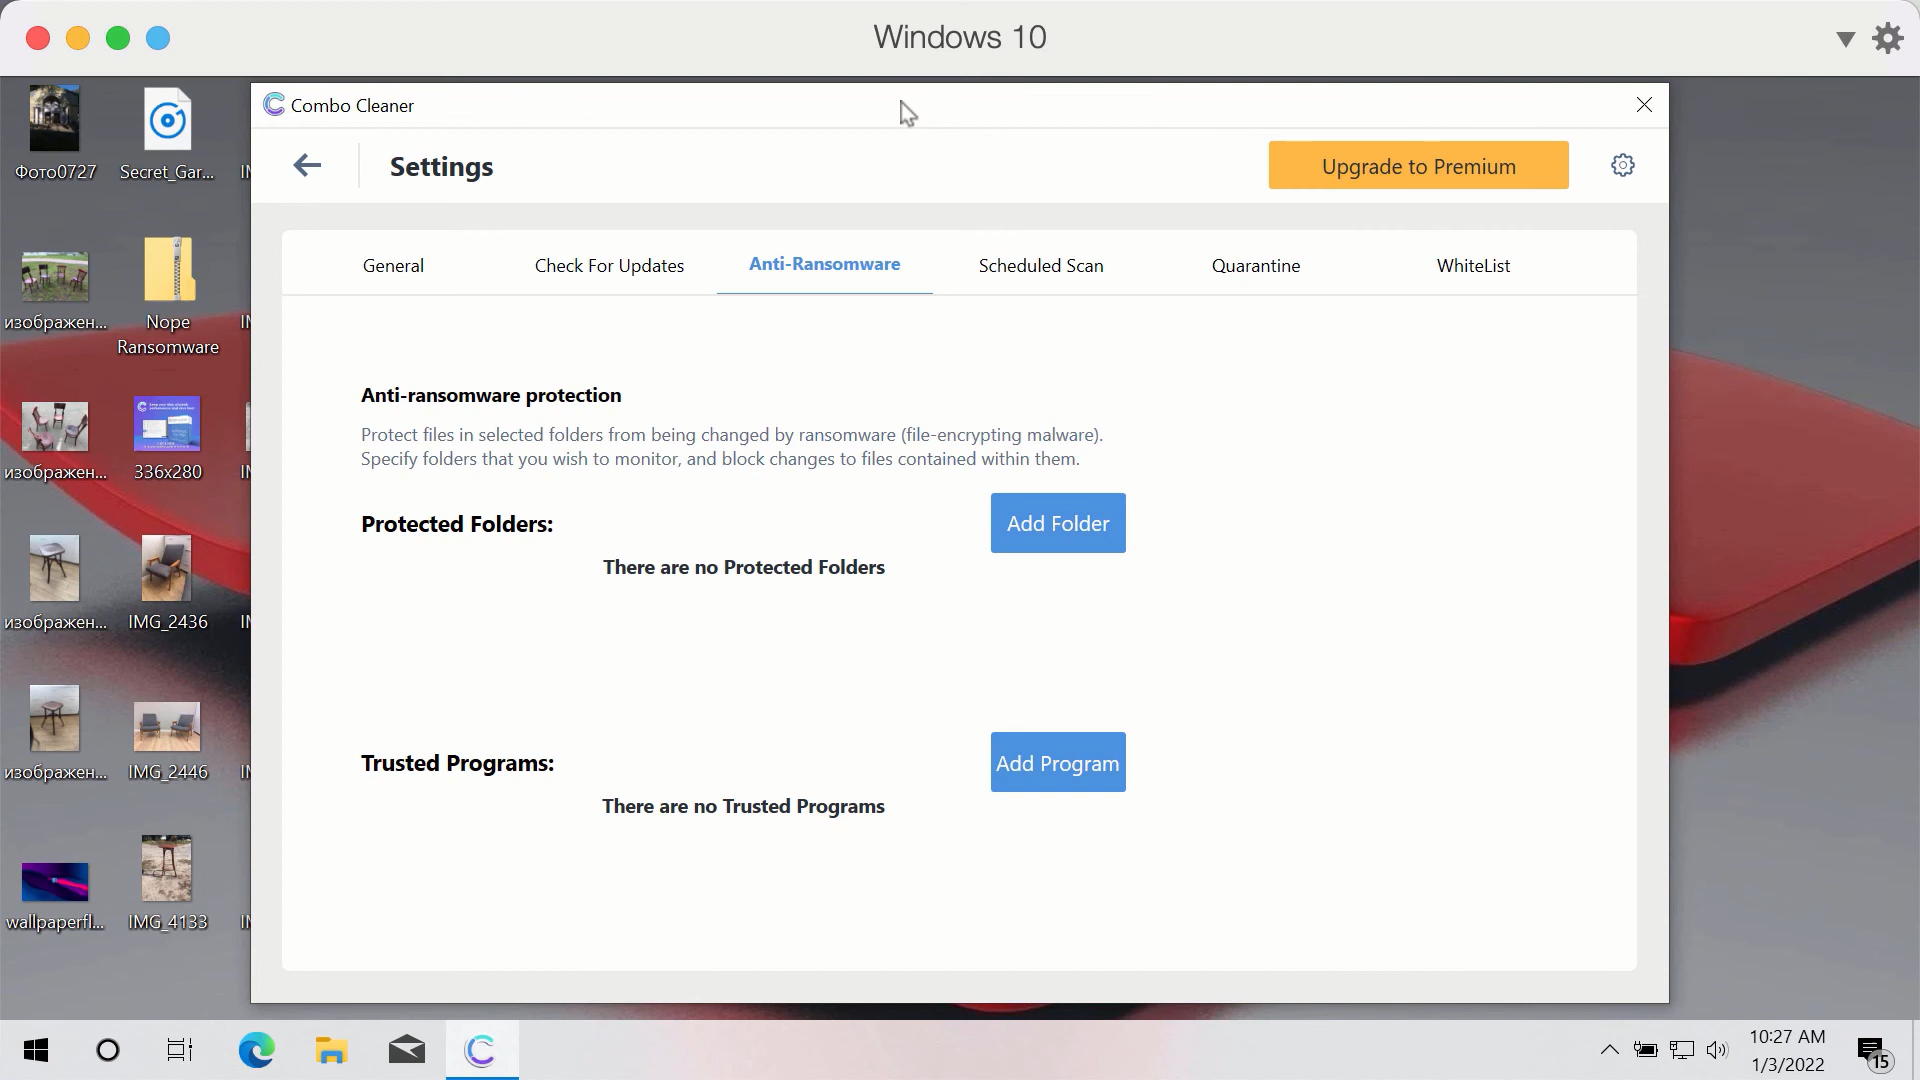 Windows 10
Фото0727
Secret_Gar...
изображен...
Nope
Ransomware
изображен...
336x280
изображен...
IMG_2436
изображен...
IMG_2446
wallpaperfl...
IMG_4133
Combo Cleaner
Settings
Upgrade to Premium
General
Check For Updates
Anti-Ransomware
Scheduled Scan
Quarantine
WhiteList
Anti-ransomware protection
Protect files in selected folders from being changed by ransomware (file-encrypting malware).
Specify folders that you wish to monitor, and block changes to files contained within them.
Protected Folders:
Add Folder
There are no Protected Folders
Trusted Programs:
Add Program
There are no Trusted Programs
10:27 AM
1/3/2022
15